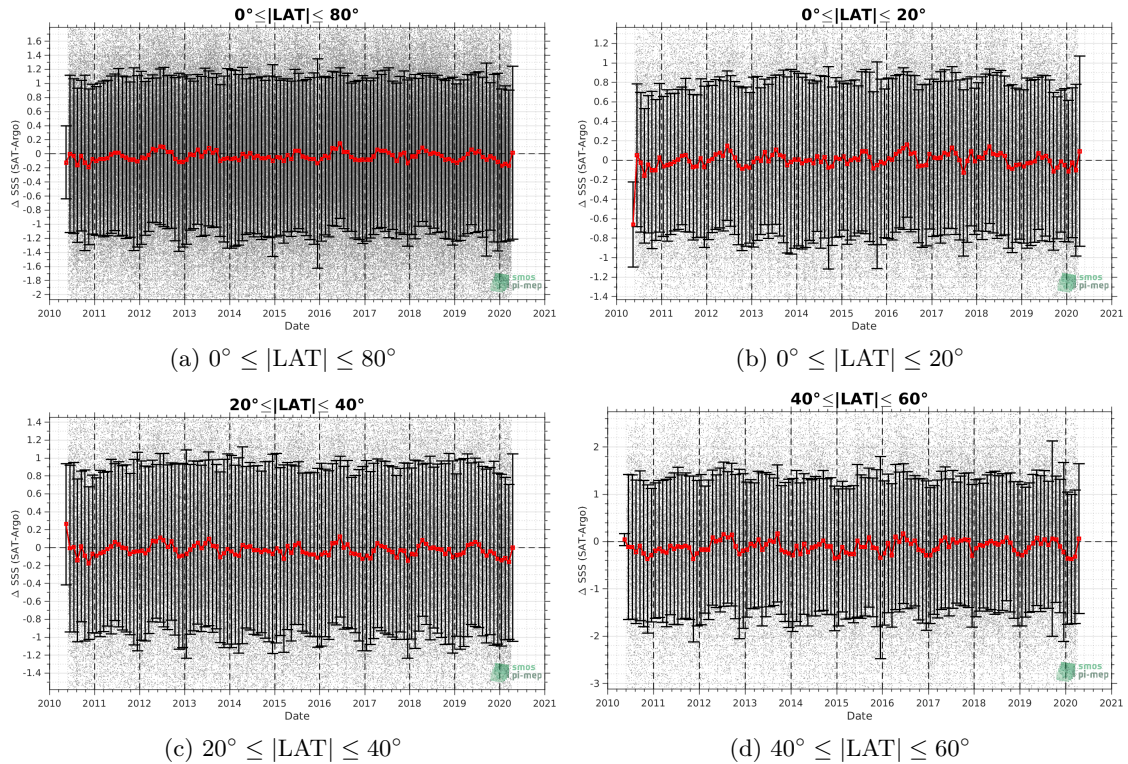 0°≤|LAT|≤ 80°
1.6
1.4
1.2
1
0.8
0.6
0.4
0.2
0
-0.2
-0.4
-0.6
-0.8
-1
-1.2
-1.4
-1.6
-1.8
-2
Δ SSS (SAT-Argo)
2010 2011 2012 2013 2014 2015 2016 2017 2018 2019 2020 2021
Date
smos
pi-mep
(a) 0° ≤ |LAT| ≤ 80°
0°≤|LAT|≤ 20°
1.2
1
0.8
0.6
0.4
0.2
0
-0.2
-0.4
-0.6
-0.8
-1
-1.2
-1.4
Δ SSS (SAT-Argo)
2010 2011 2012 2013 2014 2015 2016 2017 2018 2019 2020 2021
Date
smos
pi-mep
(b) 0° ≤ |LAT| ≤ 20°
20°≤|LAT|≤ 40°
1.4
1.2
1
0.8
0.6
0.4
0.2
0
-0.2
-0.4
-0.6
-0.8
-1
-1.2
-1.4
Δ SSS (SAT-Argo)
2010 2011 2012 2013 2014 2015 2016 2017 2018 2019 2020 2021
Date
smos
pi-mep
(c) 20° ≤ |LAT| ≤ 40°
40°≤|LAT|≤ 60°
2
1
0
-1
-2
-3
Δ SSS (SAT-Argo)
2010 2011 2012 2013 2014 2015 2016 2017 2018 2019 2020 2021
Date
smos
pi-mep
(d) 40° ≤ |LAT| ≤ 60°